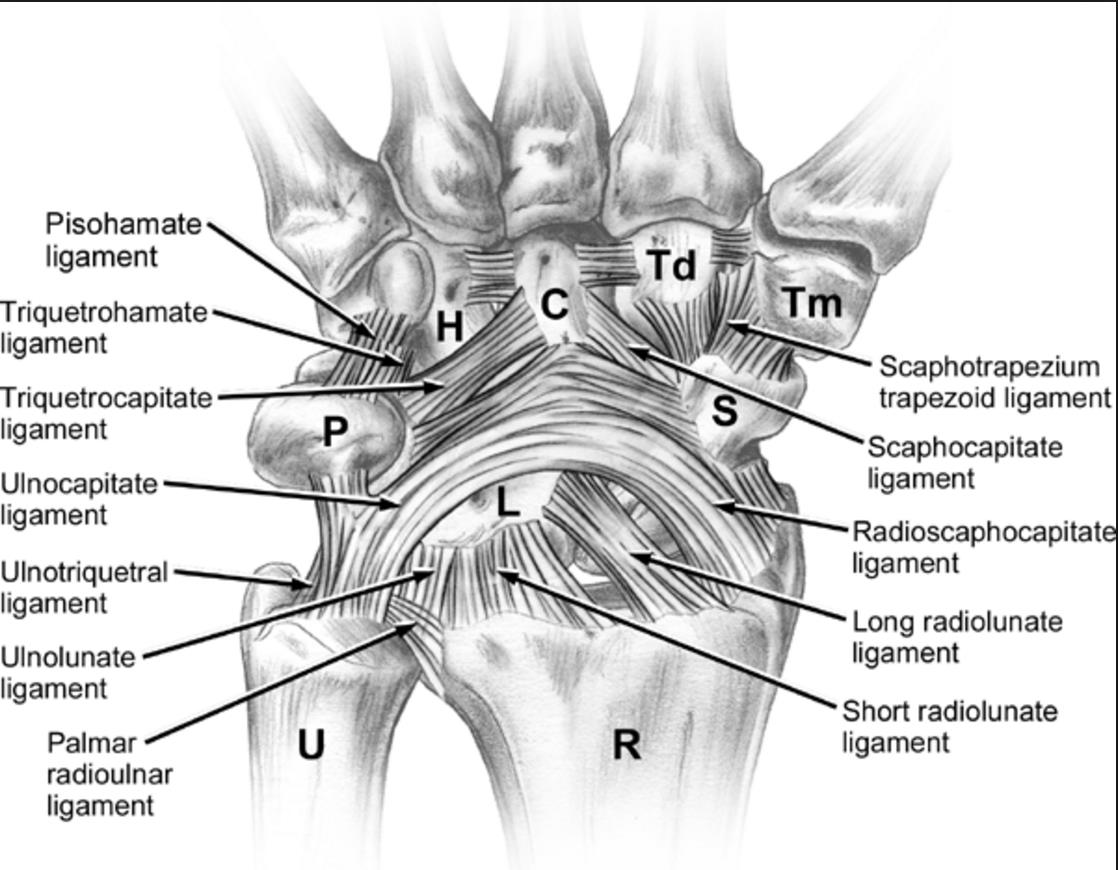 Pisohamate
ligament
Triquetrohamate
ligament
Triquetrocapitate
ligament
Ulnocapitate
ligament
Ulnotriquetral
ligament
Ulnolunate
ligament
Palmar
radioulnar
ligament
H
C
Td
Tm
P
S
L
U
R
Scaphotrapezium
trapezoid ligament
Scaphocapitate
ligament
Radioscaphocapitate
ligament
Long radiolunate
ligament
Short radiolunate
ligament